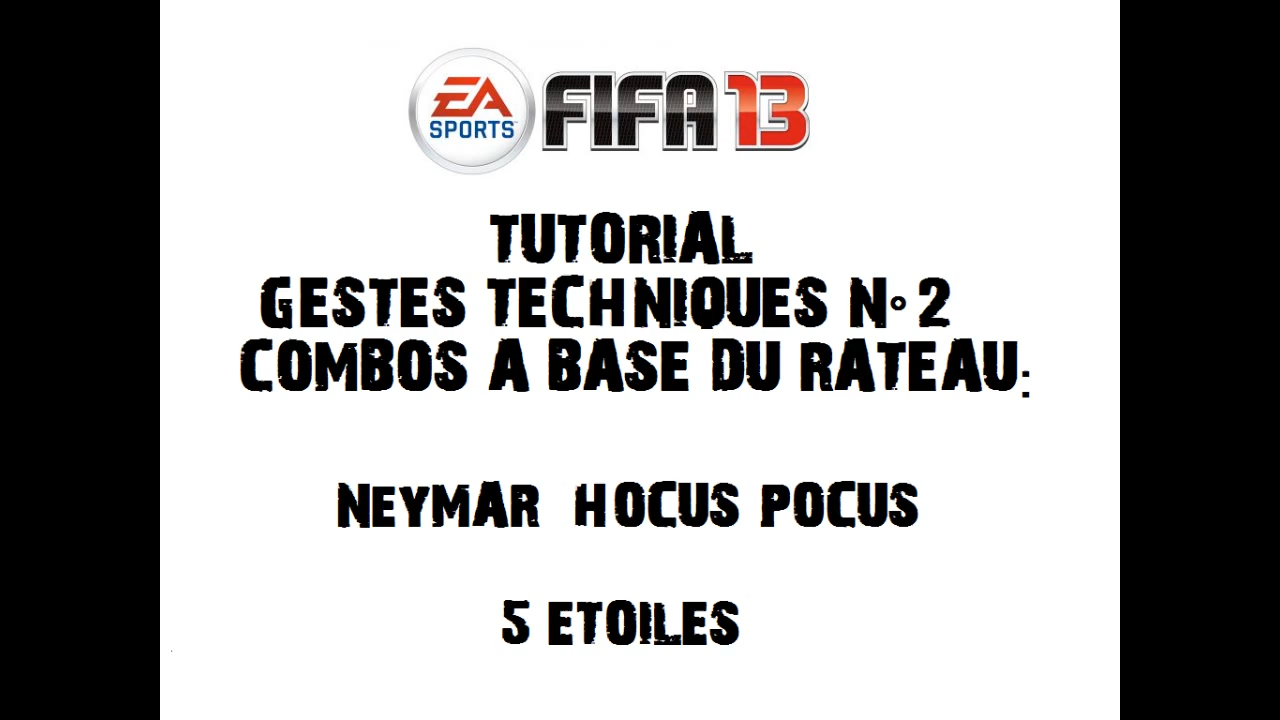 EA SPORTS FIFA 13
TUTORIAL
GESTES TECHNIQUES N° 2
COMBOS A BASE DU RATEAU:
NEYMAR HOCUS POCUS
5 ETOILES